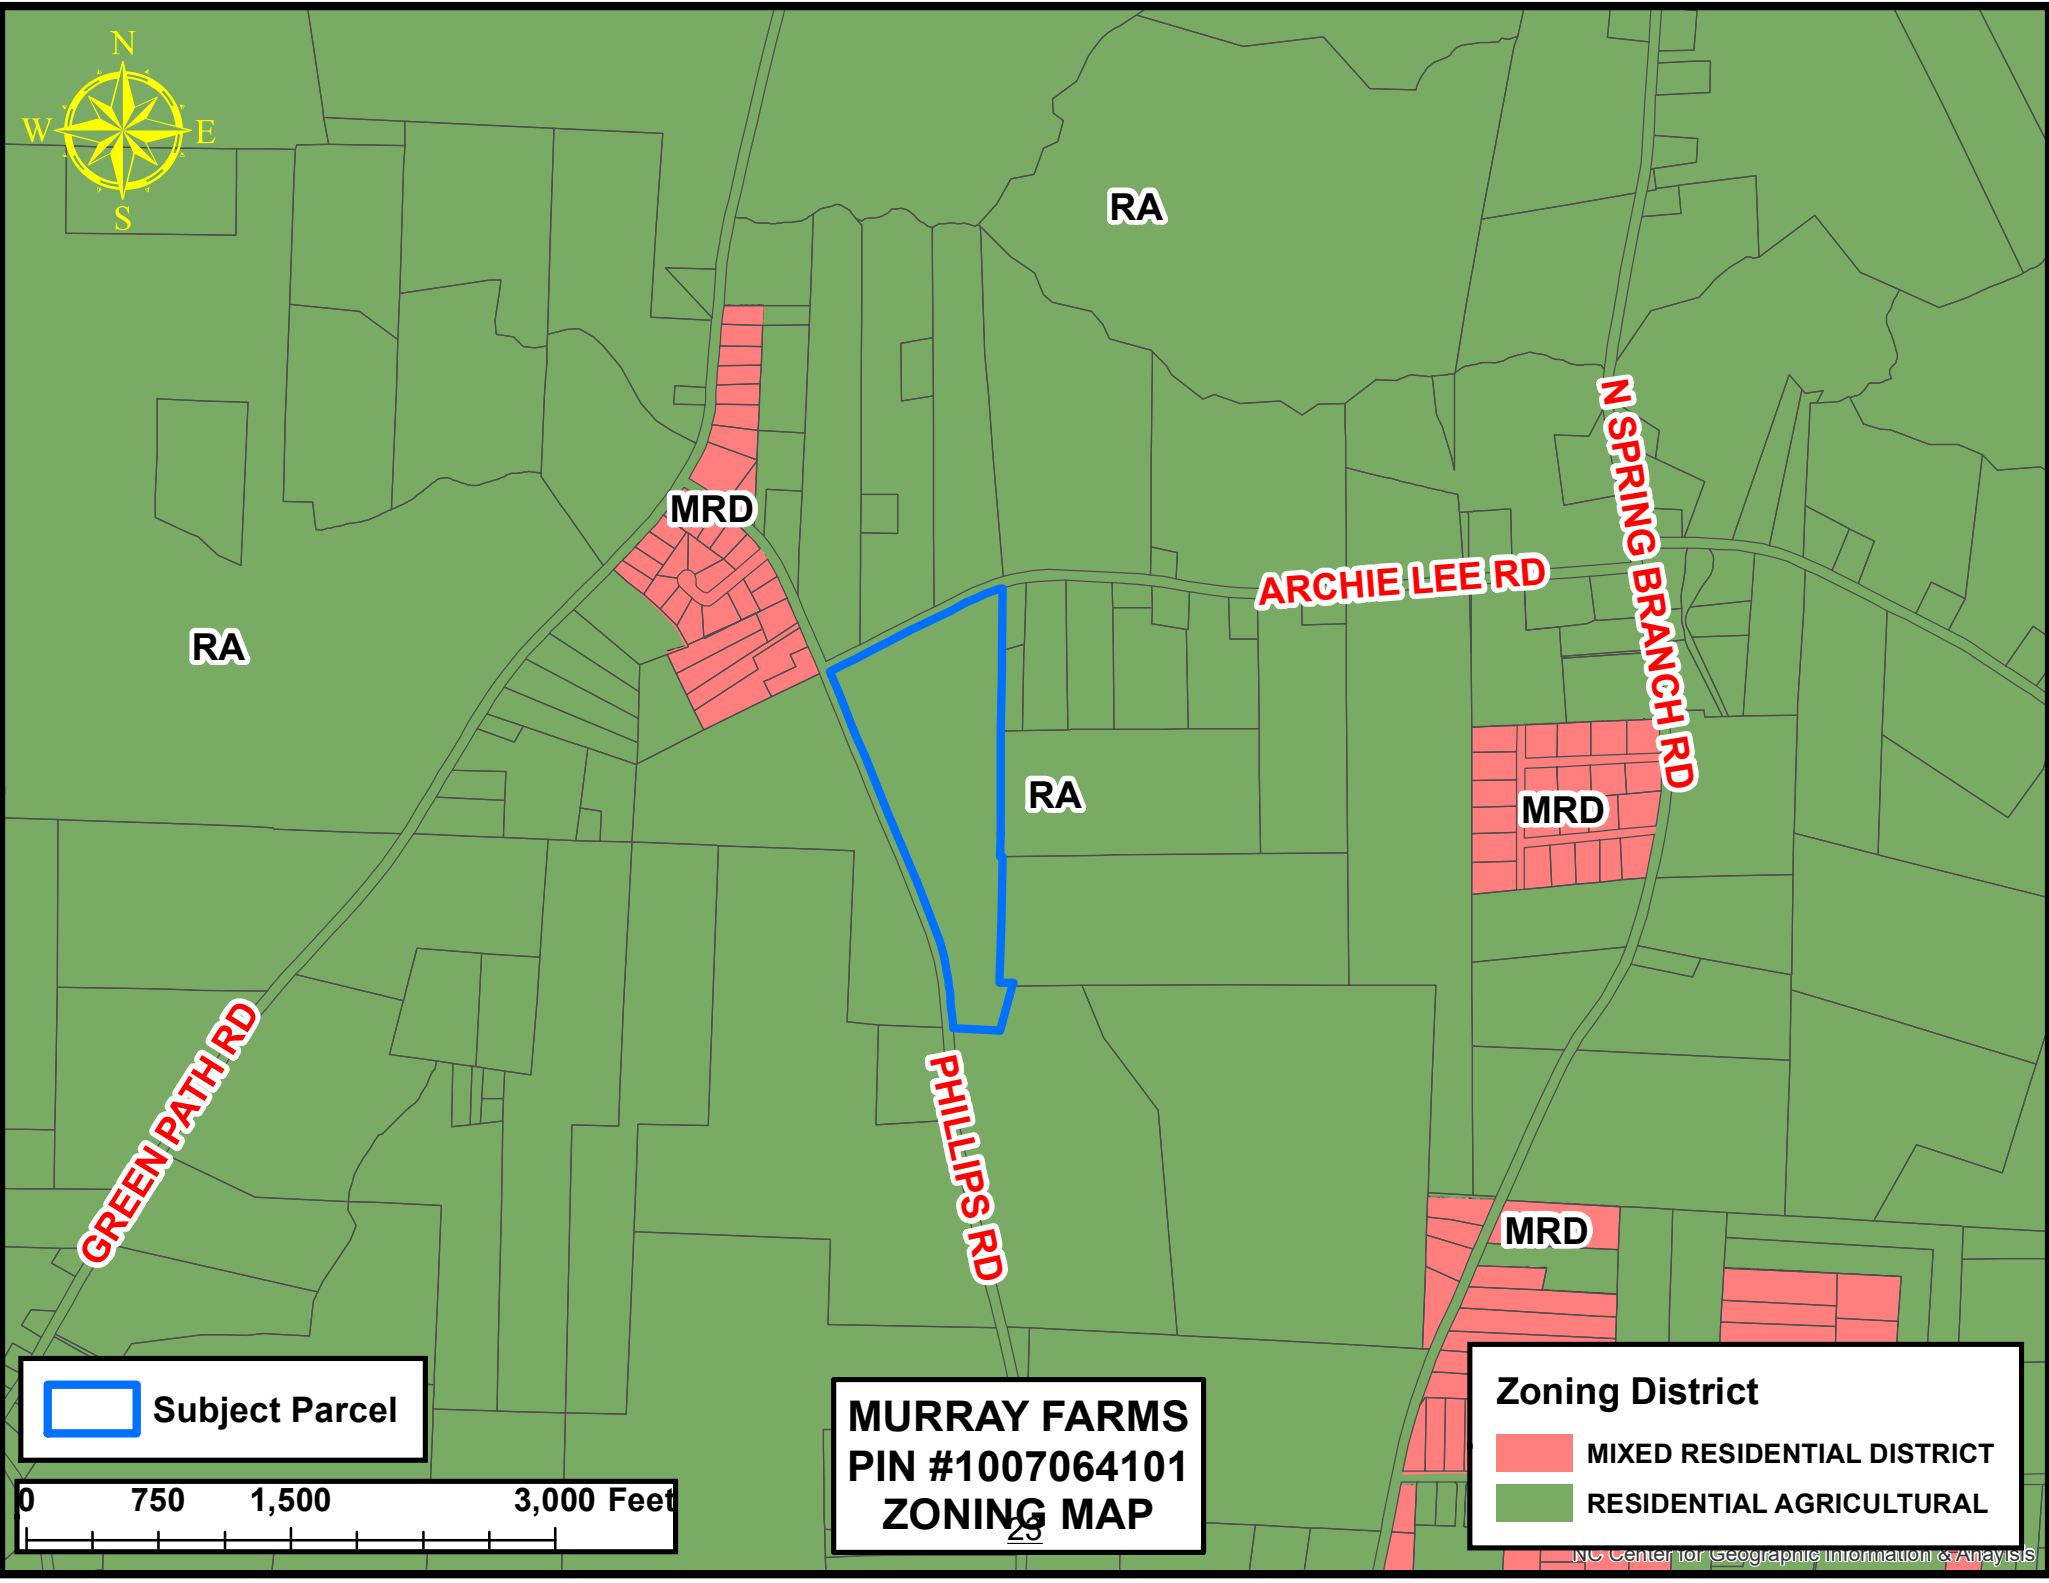 N
W
E
S
RA
N SPRING BRANCH RD
MRD
ARCHIE LEE RD
RA
RA
MRD
GREEN PATH RD
PHILLIPS RD
MRD
Subject Parcel
0 750 1,500 3,000 Feet
MURRAY FARMS
PIN #1007064101
ZONING MAP
23
Zoning District
MIXED RESIDENTIAL DISTRICT
RESIDENTIAL AGRICULTURAL
NC Center for Geographic Information & Anaylsis